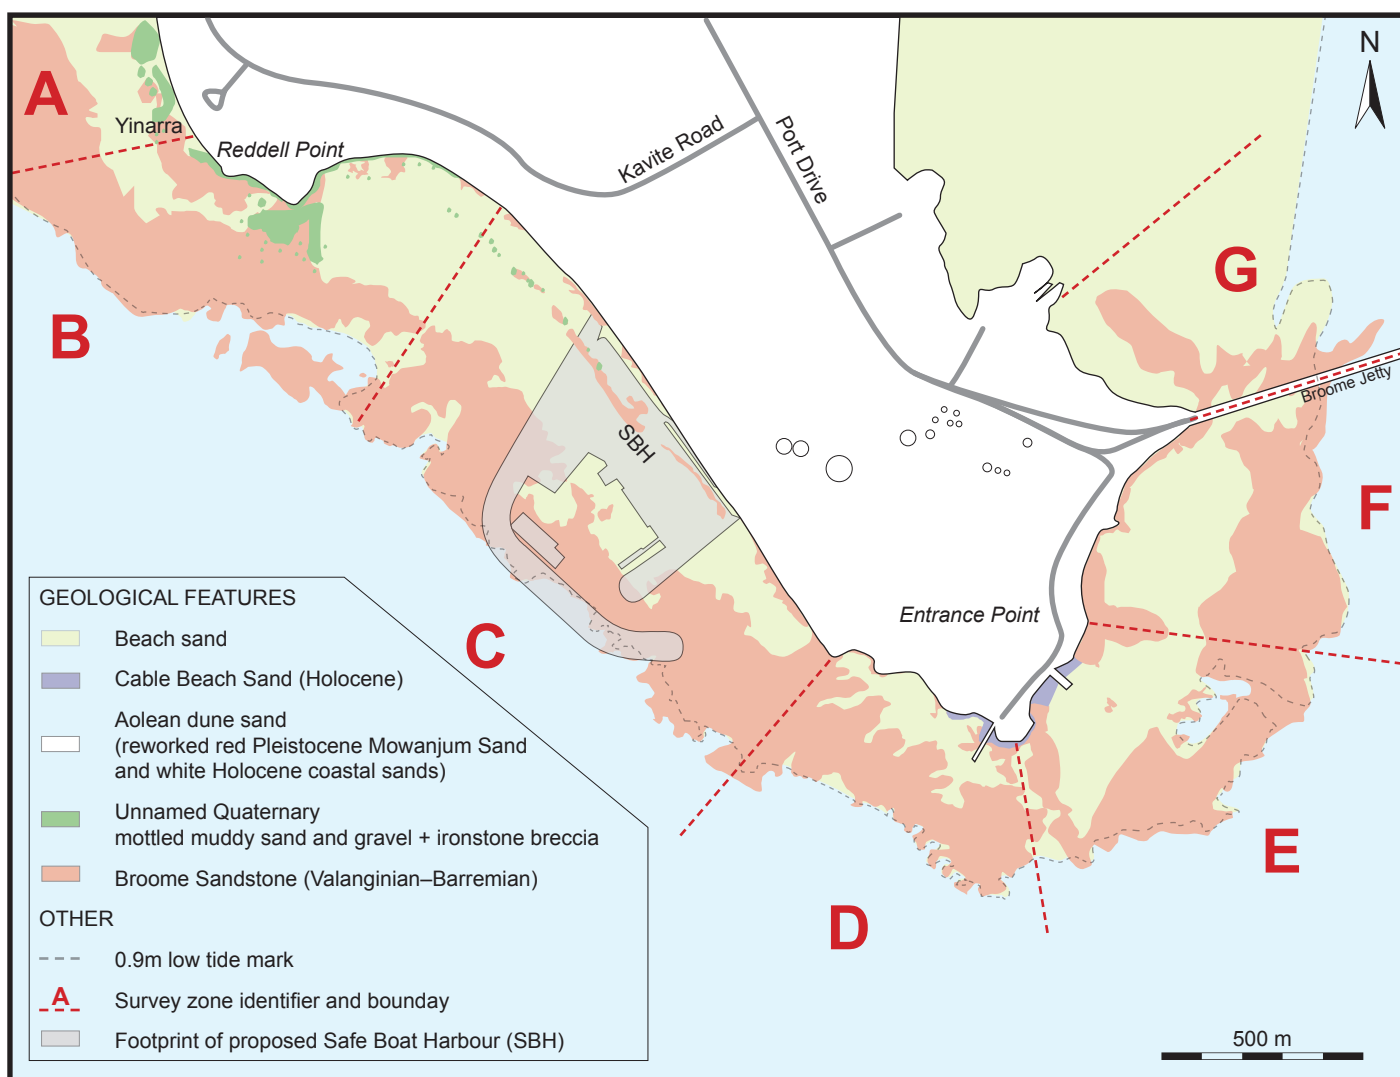 A
Yinarra
Reddell Point
Kavite Road
Port Drive
N
G
B
Broome Jetty
SBH
F
Entrance Point
C
E
D
GEOLOGICAL FEATURES
Beach sand
Cable Beach Sand (Holocene)
Aolean dune sand
(reworked red Pleistocene Mowanjum Sand
and white Holocene coastal sands)
Unnamed Quaternary
mottled muddy sand and gravel + ironstone breccia
Broome Sandstone (Valanginian–Barremian)
OTHER
0.9m low tide mark
A
Survey zone identifier and bounday
Footprint of proposed Safe Boat Harbour (SBH)
500 m